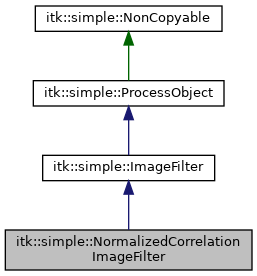 itk::simple::NonCopyable
itk::simple::ProcessObject
itk::simple::ImageFilter
itk::simple::NormalizedCorrelation
ImageFilter